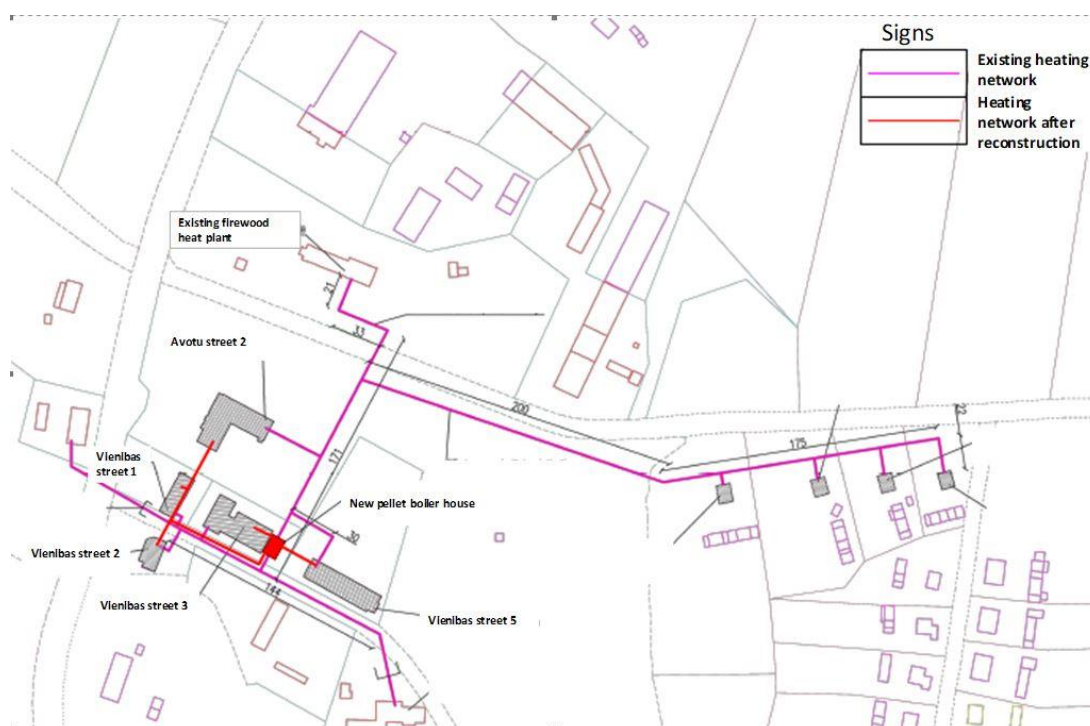 Signs
Existing heating
network
Heating
network after
reconstruction
Existing firewood
heat plant
21
33
Avotu street 2
200
22
175
171
Vienibas
street 1
New pellet boiler house
30
Vienibas street 2
Vienibas street 3
144
Vienibas street 5